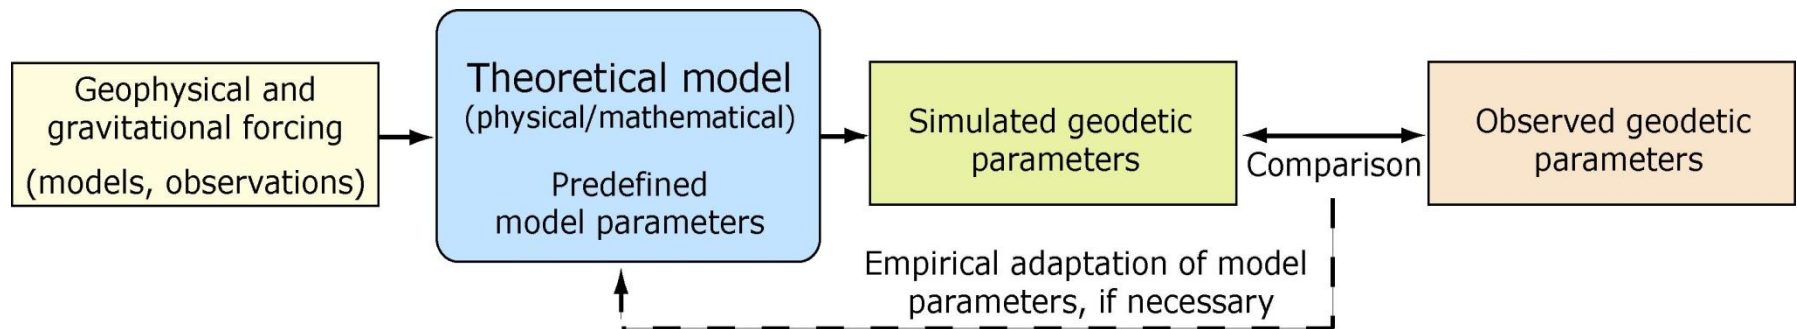 Geophysical and
gravitational forcing
(models, observations)
Theoretical model
(physical/mathematical)
Predefined
model parameters
Simulated geodetic
parameters
Comparison
Observed geodetic
parameters
Empirical adaptation of model
parameters, if necessary